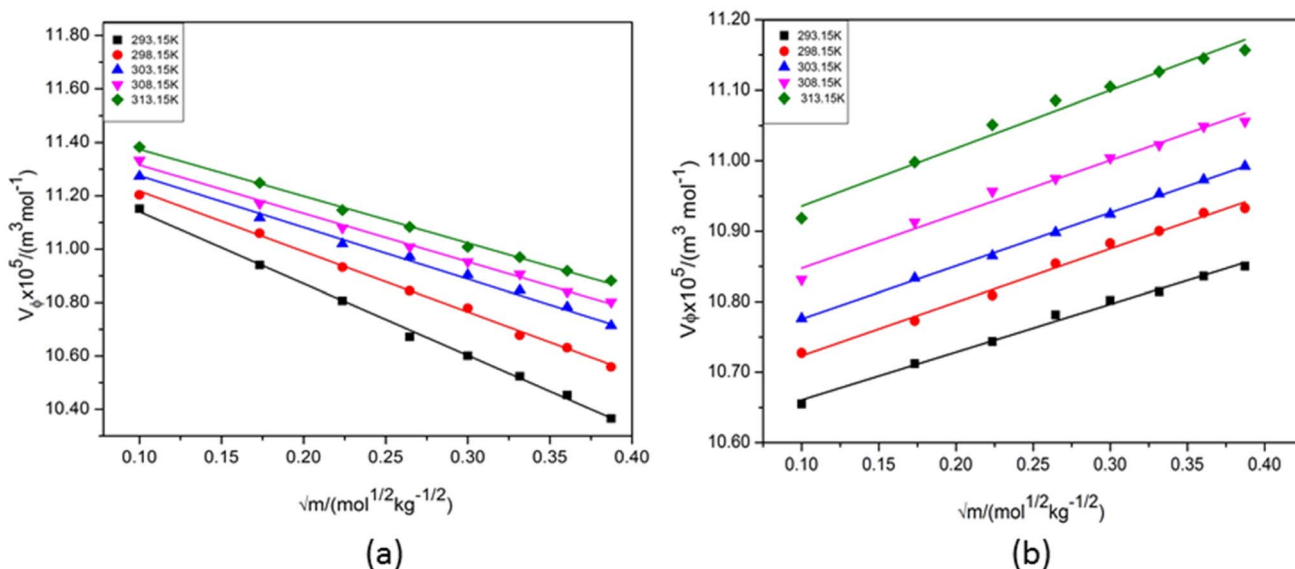 11.80
11.60
11.40
11.20
11.00
10.80
10.60
10.40
293.15K
298.15K
303.15K
308.15K
313.15K
Vϕx10⁵/(m³mol⁻¹)
0.10 0.15 0.20 0.25 0.30 0.35 0.40
√m/(mol^1/2kg^-1/2)
(a)
11.20
11.10
11.00
10.90
10.80
10.70
10.60
293.15K
298.15K
303.15K
308.15K
313.15K
Vϕx10⁵/(m³mol⁻¹)
0.10 0.15 0.20 0.25 0.30 0.35 0.40
√m/(mol^1/2kg^-1/2)
(b)